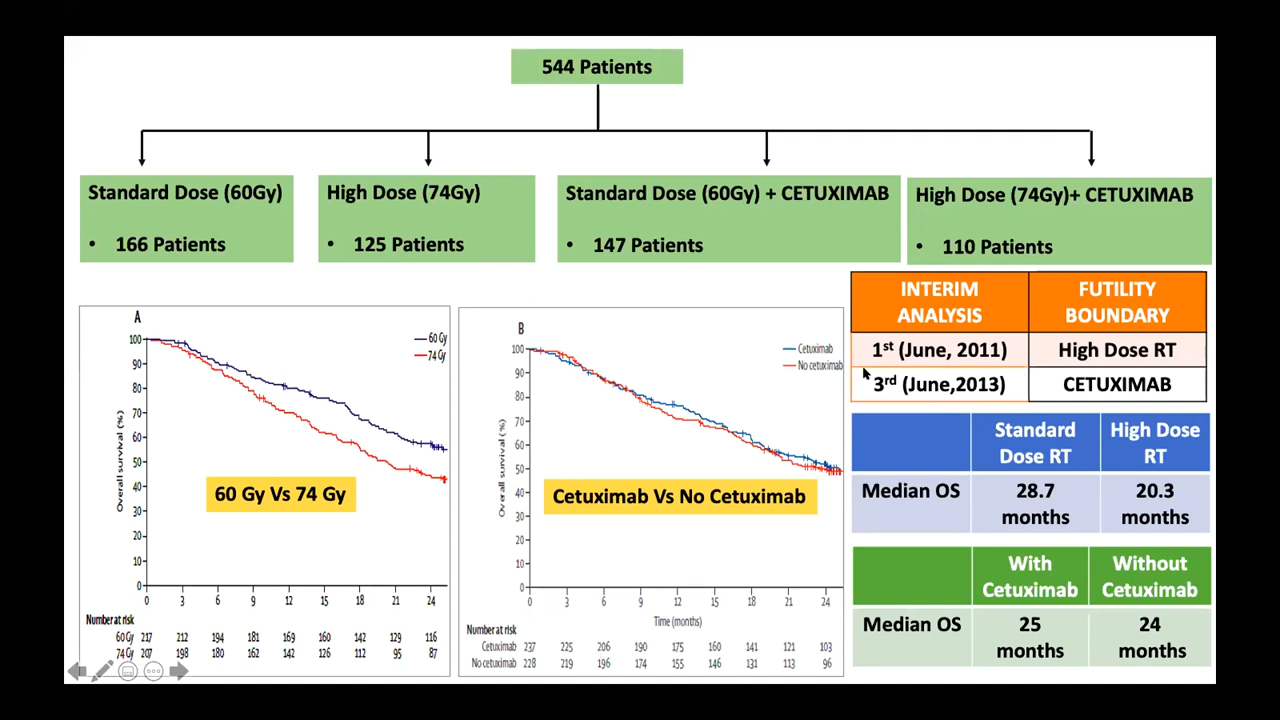 544 Patients
Standard Dose (60Gy)
• 166 Patients
High Dose (74Gy)
• 125 Patients
Standard Dose (60Gy) + CETUXIMAB
• 147 Patients
High Dose (74Gy)+ CETUXIMAB
• 110 Patients
A
60 Gy
74 Gy
Overall survival (%)
100
90
80
70
60
50
40
30
20
10
0
0 3 6 9 12 15 18 21 24
60 Gy Vs 74 Gy
Number at risk
60 Gy 217 212 194 181 169 160 142 129 116
74 Gy 207 198 180 162 142 126 112 95 87
B
Cetuximab
No cetuximab
Overall survival (%)
100
90
80
70
60
50
40
30
20
10
0
0 3 6 9 12 15 18 21 24
Time (months)
Cetuximab Vs No Cetuximab
Number at risk
Cetuximab 237 225 206 190 175 160 141 121 103
No cetuximab 228 219 196 174 155 146 131 113 96
INTERIM ANALYSIS FUTILITY BOUNDARY
1st (June, 2011) High Dose RT
3rd (June,2013) CETUXIMAB
Standard Dose RT High Dose RT
Median OS 28.7 months 20.3 months
With Cetuximab Without Cetuximab
Median OS 25 months 24 months